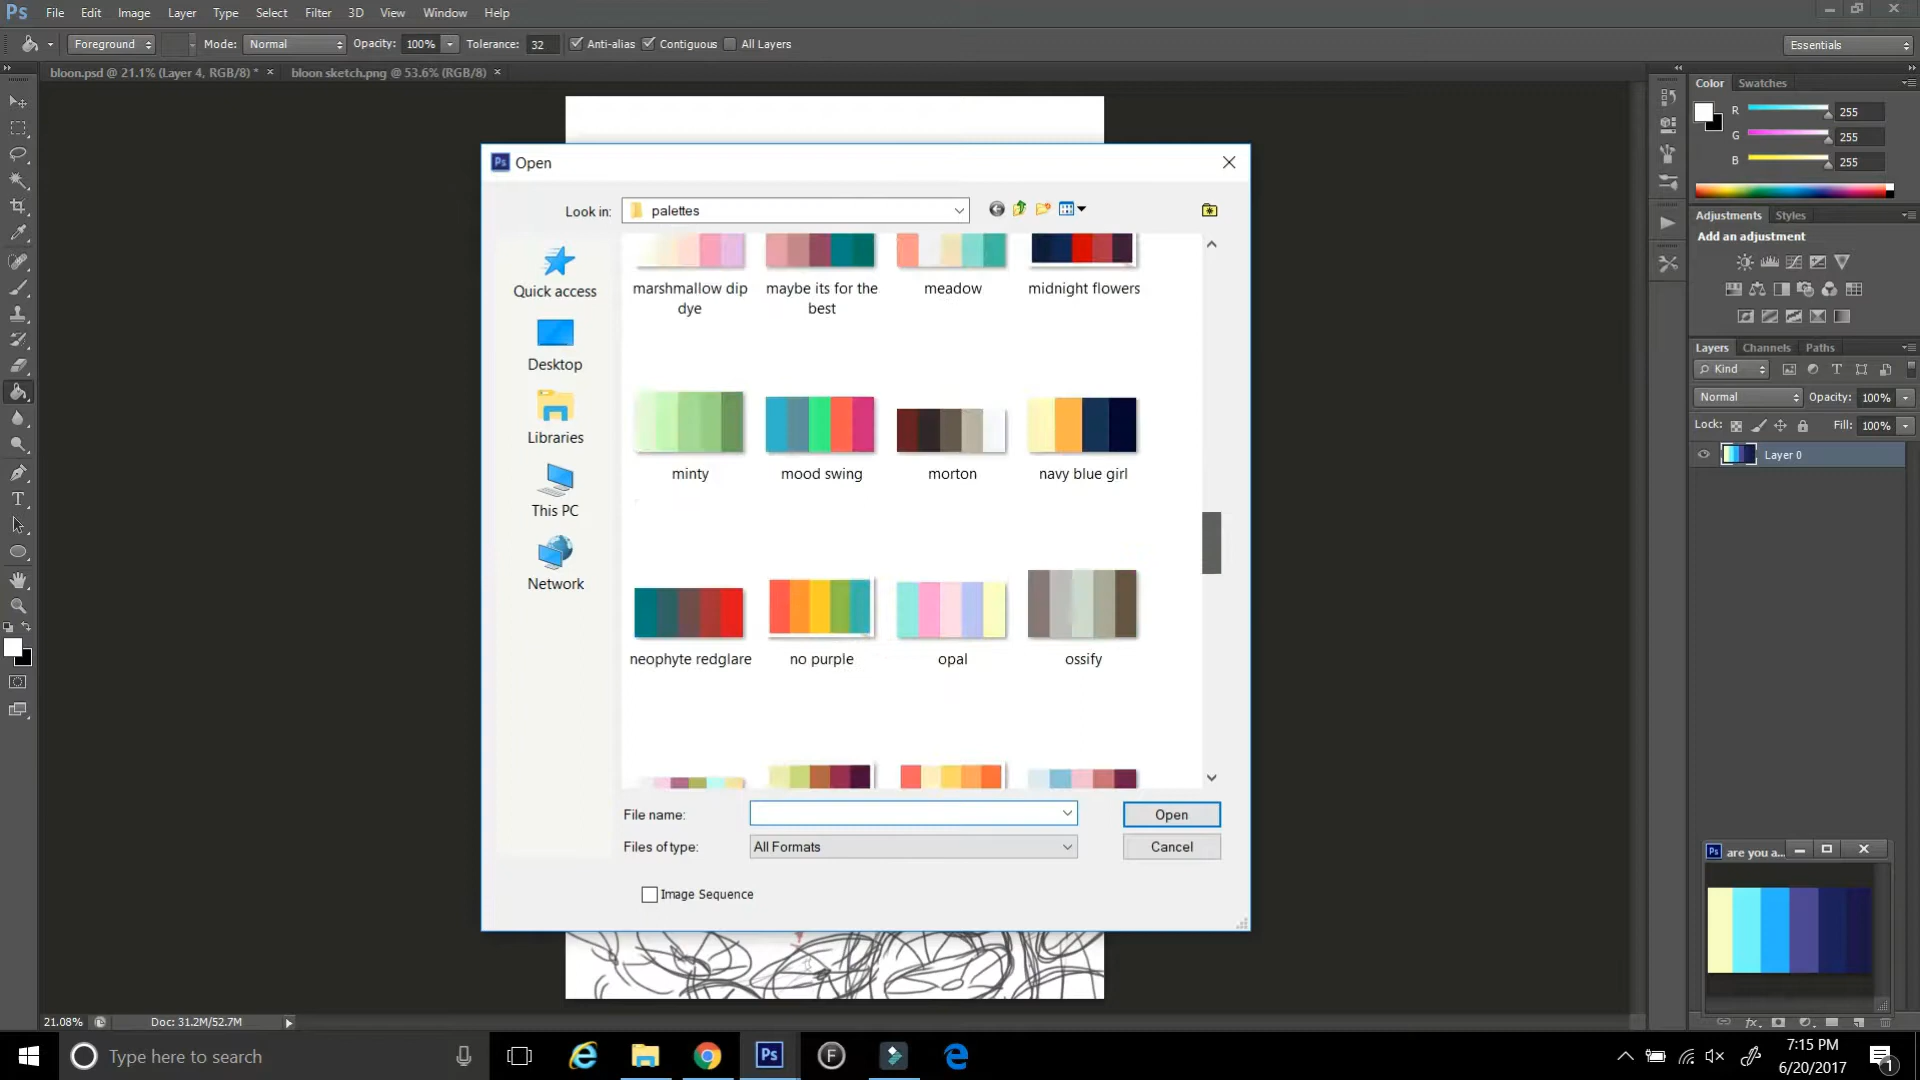 Ps File Edit Image Layer Type Select Filter 3D View Window Help
Foreground Mode: Normal Opacity: 100% Tolerance: 32 Anti-alias Contiguous All Layers Essentials
bloon.psd @ 21.1% (Layer 4, RGB/8) * × bloon sketch.png @ 53.6% (RGB/8) ×
Color Swatches
R 255
G 255
B 255
Adjustments Styles
Add an adjustment
Layers Channels Paths
Kind
Normal Opacity: 100%
Lock: Fill: 100%
Layer 0
Ps Open
Look in: palettes
Quick access
Desktop
Libraries
This PC
Network
marshmallow dip dye
maybe its for the best
meadow
midnight flowers
minty
mood swing
morton
navy blue girl
neophyte redglare
no purple
opal
ossify
File name: Open
Files of type: All Formats Cancel
Image Sequence
Ps are you a...
21.08% Doc: 31.2M/52.7M
Type here to search
Ps
F
7:15 PM
6/20/2017
1